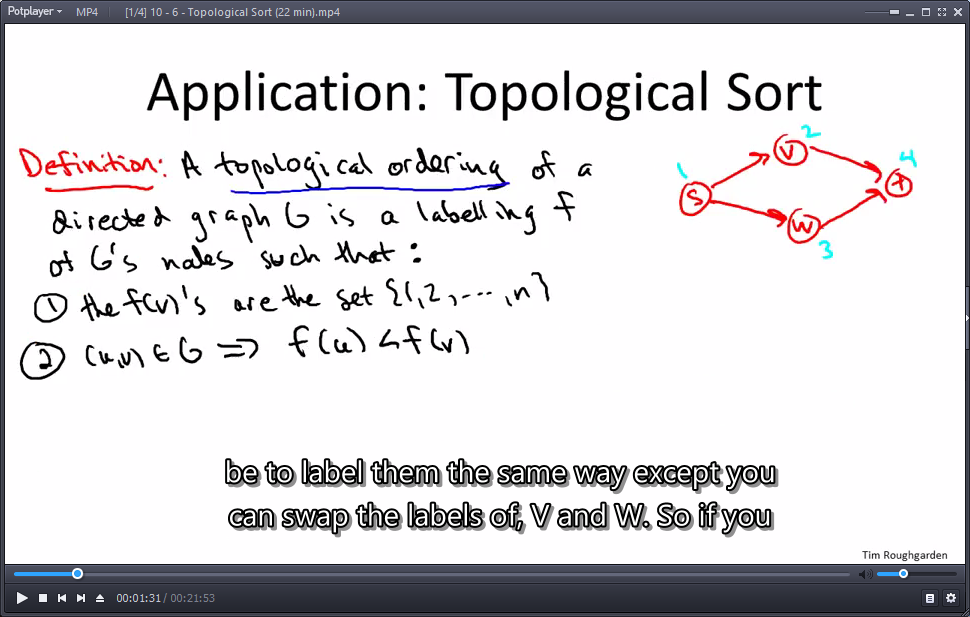 Potplayer MP4 [1/4] 10 - 6 - Topological Sort (22 min).mp4
Application: Topological Sort
Definition: A topological ordering of a
directed graph G is a labelling f
of G's nodes such that:
① the f(v)'s are the set {1,2,...,n}
② (u,v) ∈ G ⟹ f(u) < f(v)
1
S
2
V
3
W
4
t
be to label them the same way except you
can swap the labels of, V and W. So if you
Tim Roughgarden
00:01:31 / 00:21:53